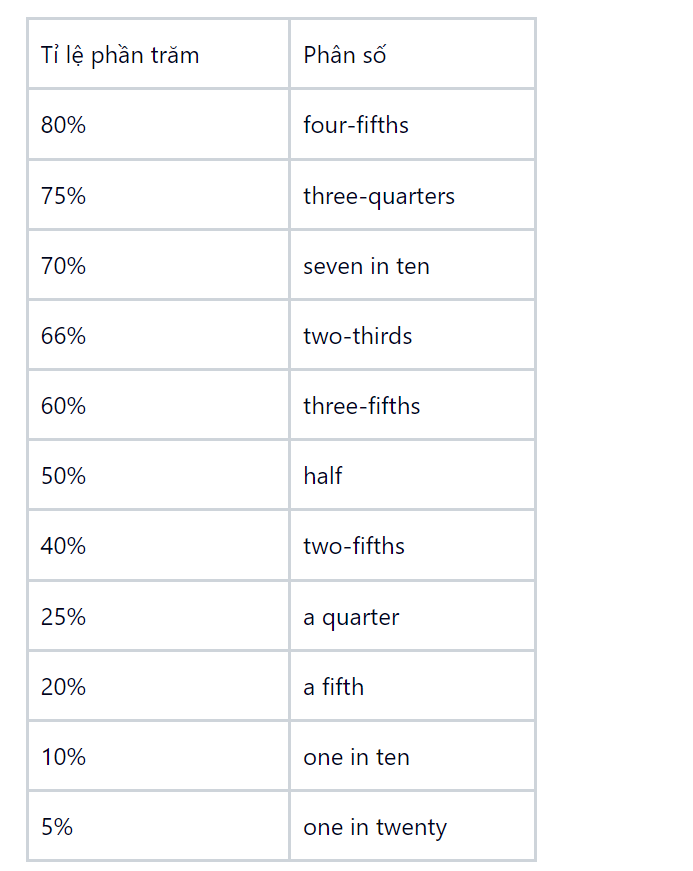 Tỉ lệ phần trăm Phân số
80% four-fifths
75% three-quarters
70% seven in ten
66% two-thirds
60% three-fifths
50% half
40% two-fifths
25% a quarter
20% a fifth
10% one in ten
5% one in twenty